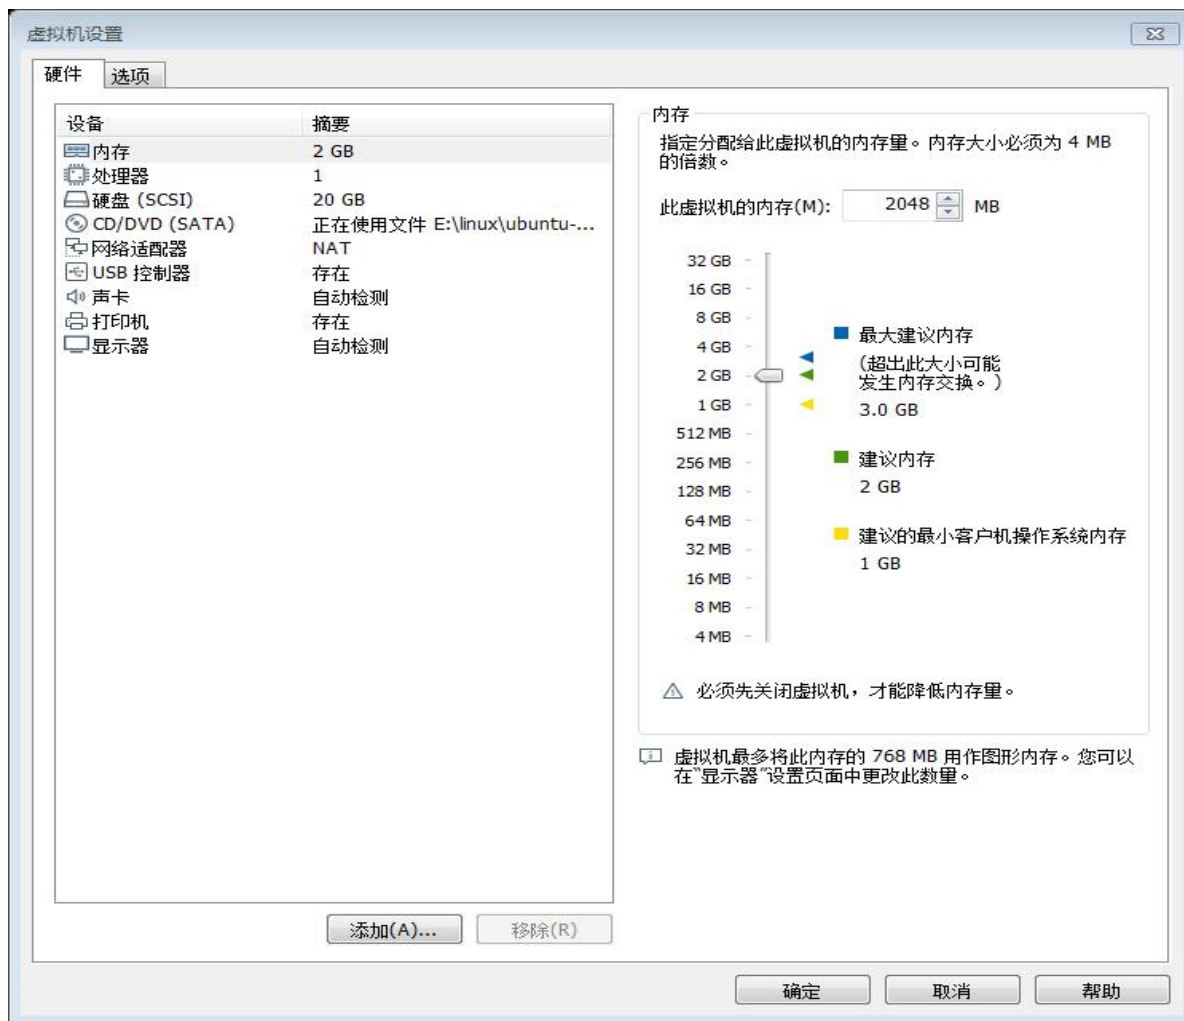 虚拟机设置
硬件 选项
设备 摘要
内存 2 GB
处理器 1
硬盘 (SCSI) 20 GB
CD/DVD (SATA) 正在使用文件 E:\linux\ubuntu-...
网络适配器 NAT
USB 控制器 存在
声卡 自动检测
打印机 存在
显示器 自动检测
添加(A)... 移除(R)
内存
指定分配给此虚拟机的内存量。内存大小必须为 4 MB
的倍数。
此虚拟机的内存(M): 2048 MB
32 GB
16 GB
8 GB
4 GB
2 GB
1 GB
512 MB
256 MB
128 MB
64 MB
32 MB
16 MB
8 MB
4 MB
最大建议内存
(超出此大小可能
发生内存交换。)
3.0 GB
建议内存
2 GB
建议的最小客户机操作系统内存
1 GB
必须先关闭虚拟机，才能降低内存量。
虚拟机最多将此内存的 768 MB 用作图形内存。您可以
在"显示器"设置页面中更改此数量。
确定 取消 帮助